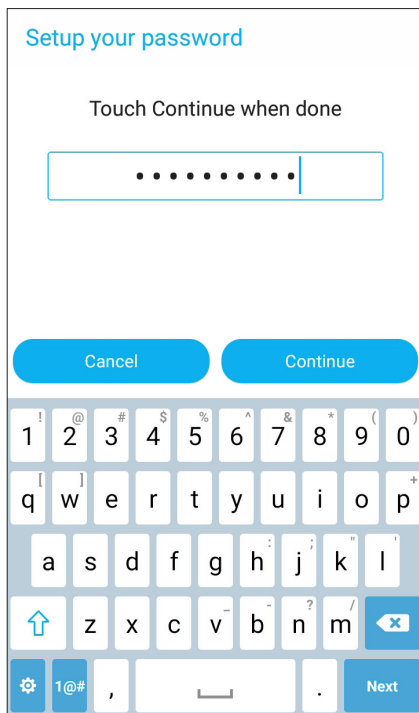 Setup your password
Touch Continue when done
••••••••••
Cancel Continue
! @ # $ % ^ & * ( )
1 2 3 4 5 6 7 8 9 0
[ ] +
q w e r t y u i o p
: ; " '
a s d f g h j k l
_ - ? /
z x c v b n m
1@# , . Next